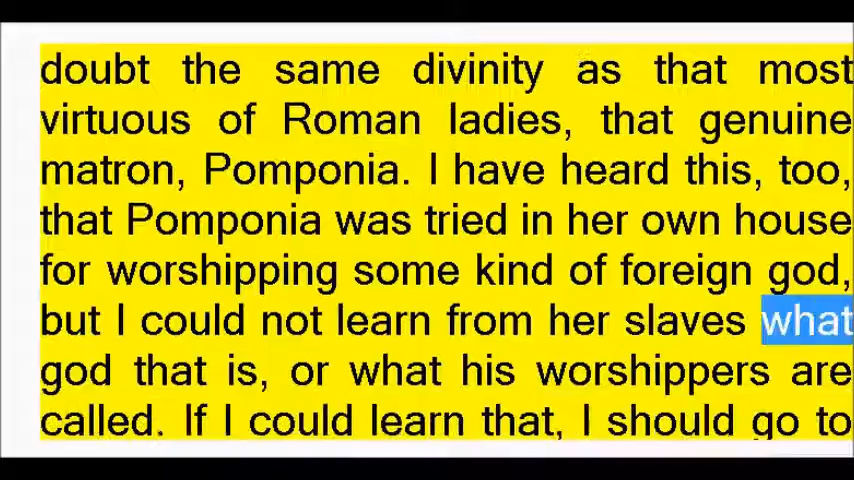 doubt the same divinity as that most
virtuous of Roman ladies, that genuine
matron, Pomponia. I have heard this, too,
that Pomponia was tried in her own house
for worshipping some kind of foreign god,
but I could not learn from her slaves what
god that is, or what his worshippers are
called. If I could learn that, I should go to